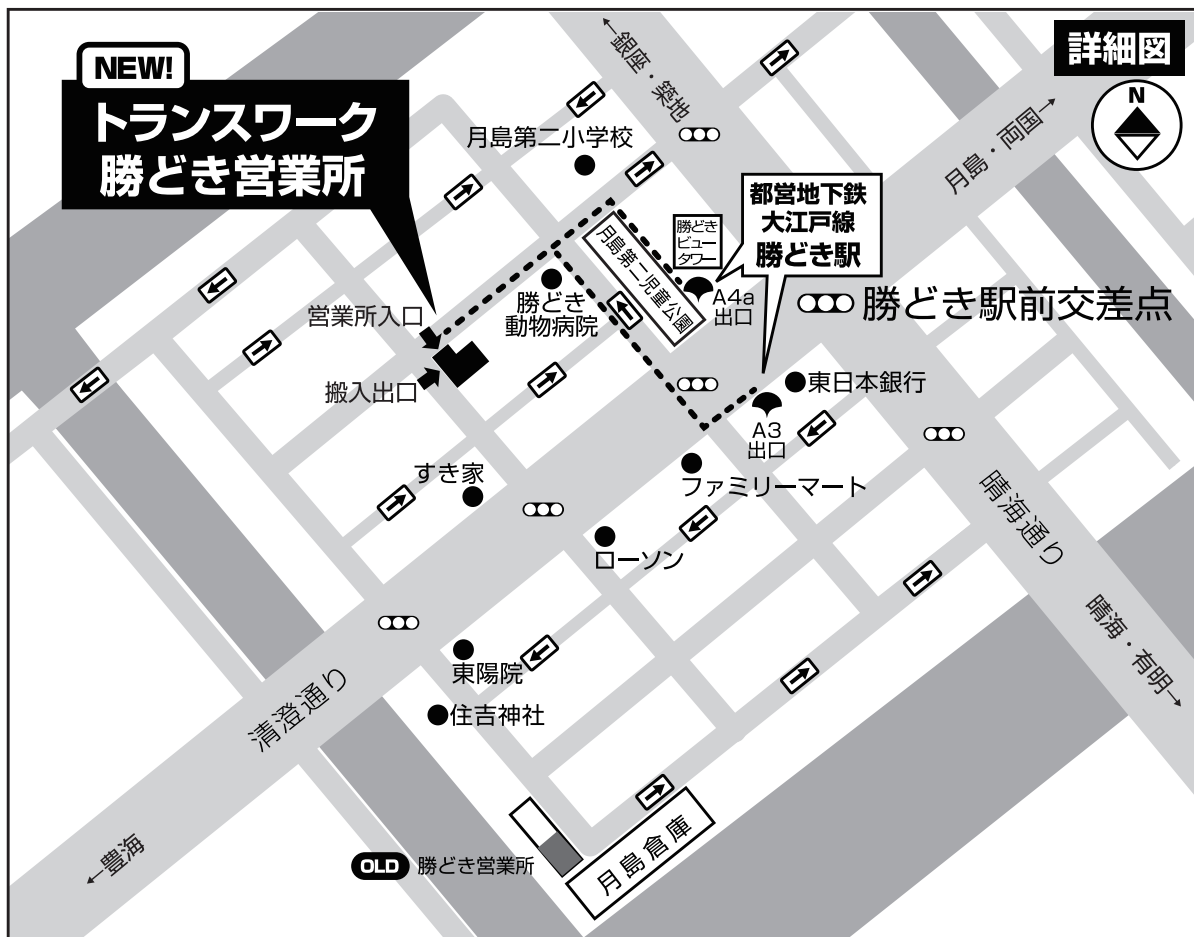 詳細図
N
NEW!
トランスワーク
勝どき営業所
←銀座・築地
月島・両国→
月島第二小学校
都営地下鉄
大江戸線
勝どき駅
勝どき
ビュー
タワー
月島第二児童公園
A4a
出口
勝どき駅前交差点
勝どき
動物病院
営業所入口
搬入出口
東日本銀行
A3
出口
すき家
ファミリーマート
ローソン
晴海通り
晴海・有明→
東陽院
住吉神社
清澄通り
←豊海
OLD 勝どき営業所
月島倉庫